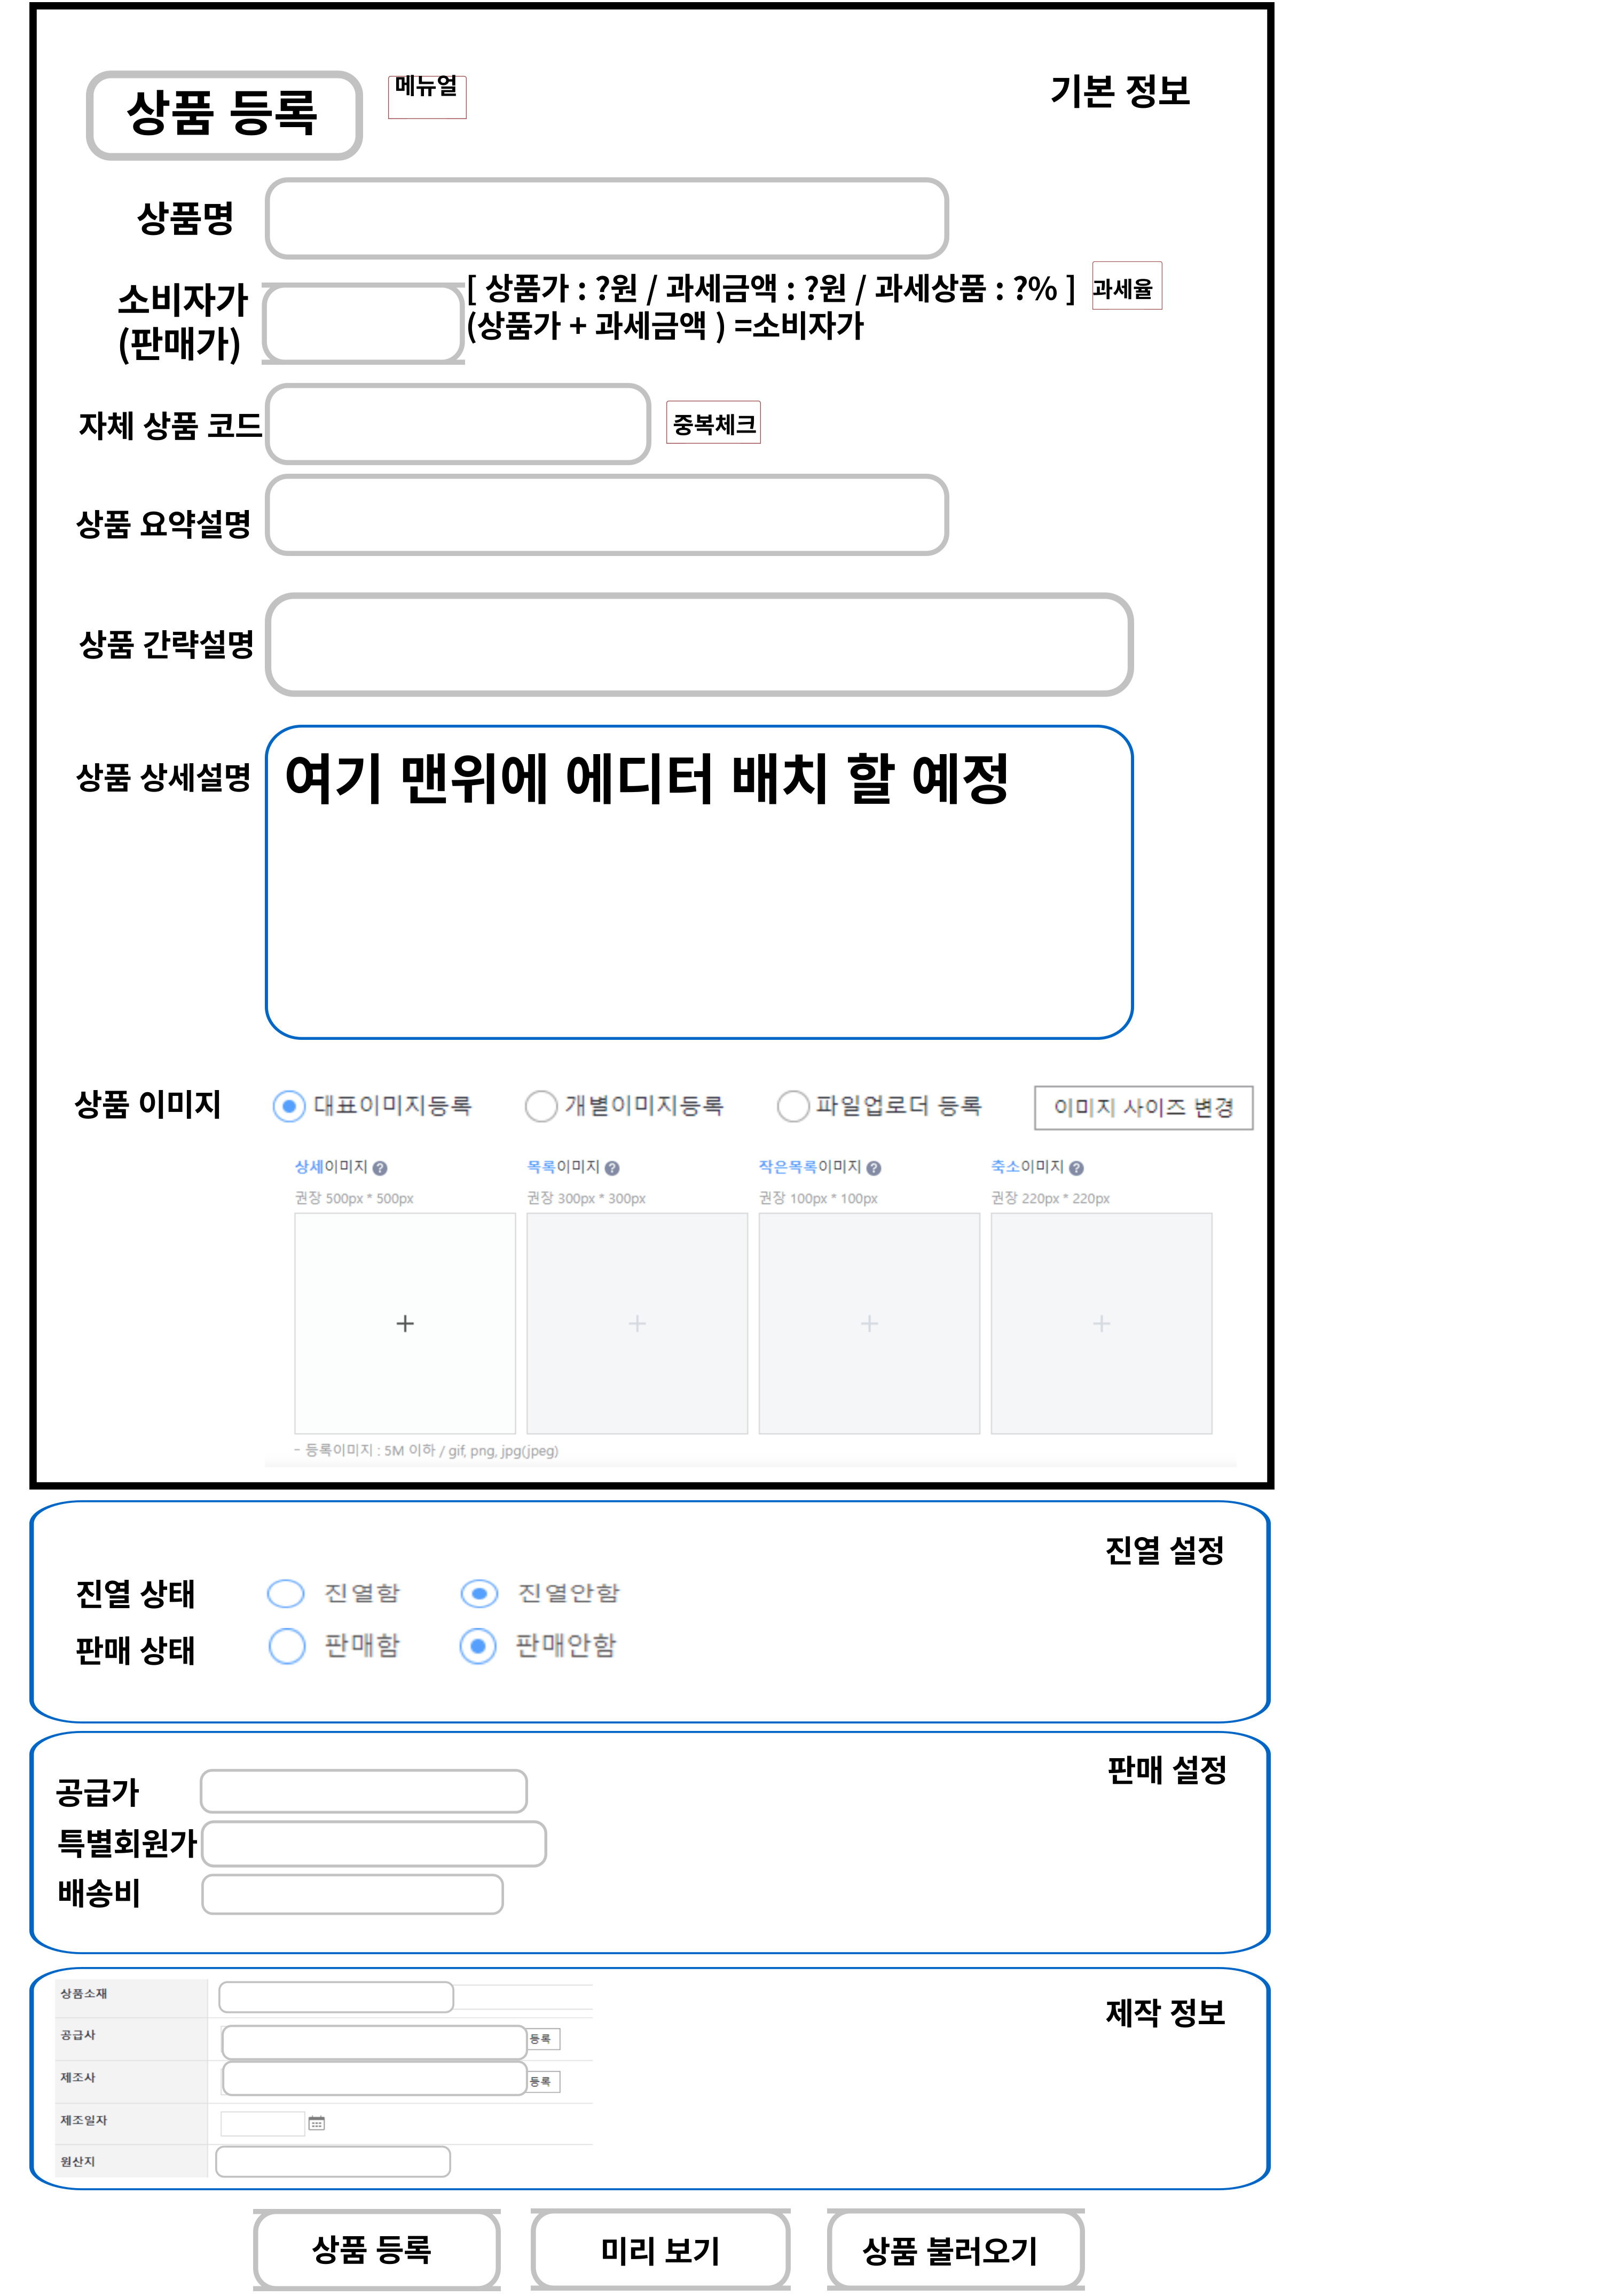 상품 등록
메뉴얼
기본 정보
상품명
소비자가
(판매가)
[ 상품가 : ?원 / 과세금액 : ?원 / 과세상품 : ?% ]
과세율
(상품가 + 과세금액 ) =소비자가
자체 상품 코드
중복체크
상품 요약설명
상품 간략설명
상품 상세설명
여기 맨위에 에디터 배치 할 예정
상품 이미지
대표이미지등록
개별이미지등록
파일업로더 등록
이미지 사이즈 변경
상세이미지 ?
목록이미지 ?
작은목록이미지 ?
축소이미지 ?
권장 500px * 500px
권장 300px * 300px
권장 100px * 100px
권장 220px * 220px
- 등록이미지 : 5M 이하 / gif, png, jpg(jpeg)
진열 설정
진열 상태
진열함
진열안함
판매 상태
판매함
판매안함
판매 설정
공급가
특별회원가
배송비
제작 정보
상품소재
공급사
등록
제조사
등록
제조일자
원산지
상품 등록
미리 보기
상품 불러오기